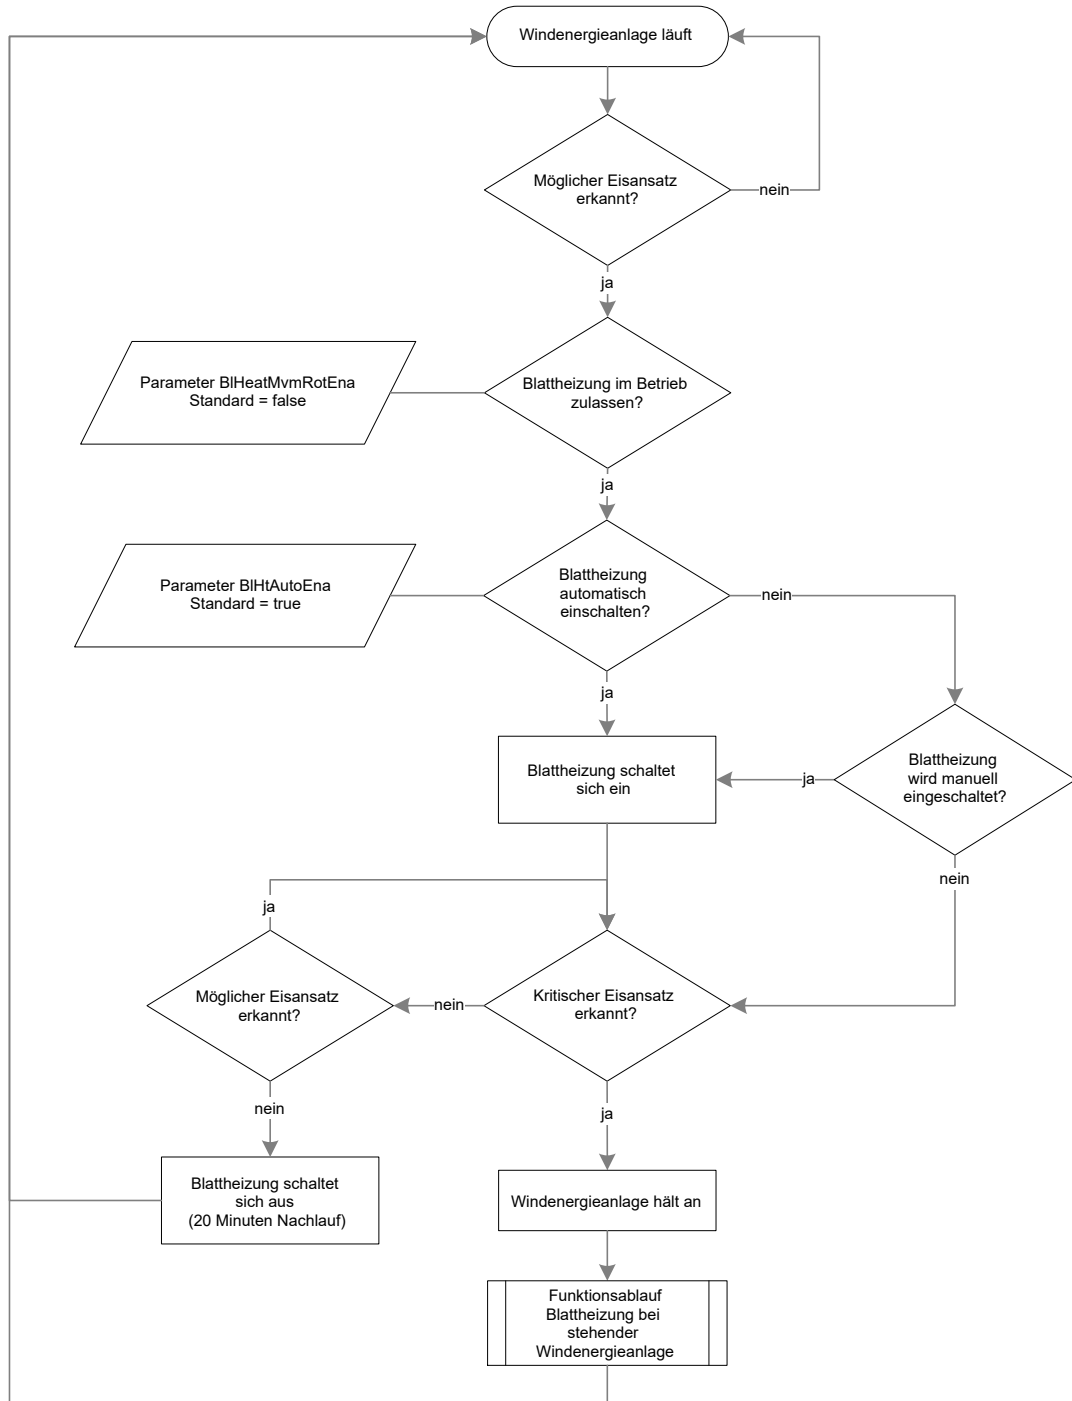 Windenergieanlage läuft
Möglicher Eisansatz
erkannt?
nein
ja
Parameter BlHeatMvmRotEna
Standard = false
Blattheizung im Betrieb
zulassen?
ja
Parameter BlHtAutoEna
Standard = true
Blattheizung
automatisch
einschalten?
nein
ja
Blattheizung schaltet
sich ein
ja
Blattheizung
wird manuell
eingeschaltet?
nein
ja
Möglicher Eisansatz
erkannt?
nein
Kritischer Eisansatz
erkannt?
nein
ja
Blattheizung schaltet
sich aus
(20 Minuten Nachlauf)
Windenergieanlage hält an
Funktionsablauf
Blattheizung bei
stehender
Windenergieanlage